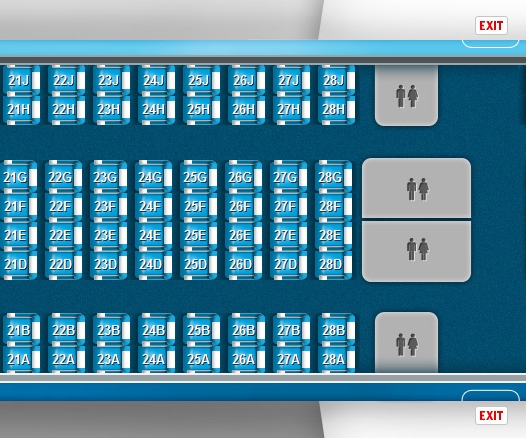 EXIT
21J 22J 23J 24J 25J 26J 27J 28J
21H 22H 23H 24H 25H 26H 27H 28H
21G 22G 23G 24G 25G 26G 27G 28G
21F 22F 23F 24F 25F 26F 27F 28F
21E 22E 23E 24E 25E 26E 27E 28E
21D 22D 23D 24D 25D 26D 27D 28D
21B 22B 23B 24B 25B 26B 27B 28B
21A 22A 23A 24A 25A 26A 27A 28A
EXIT